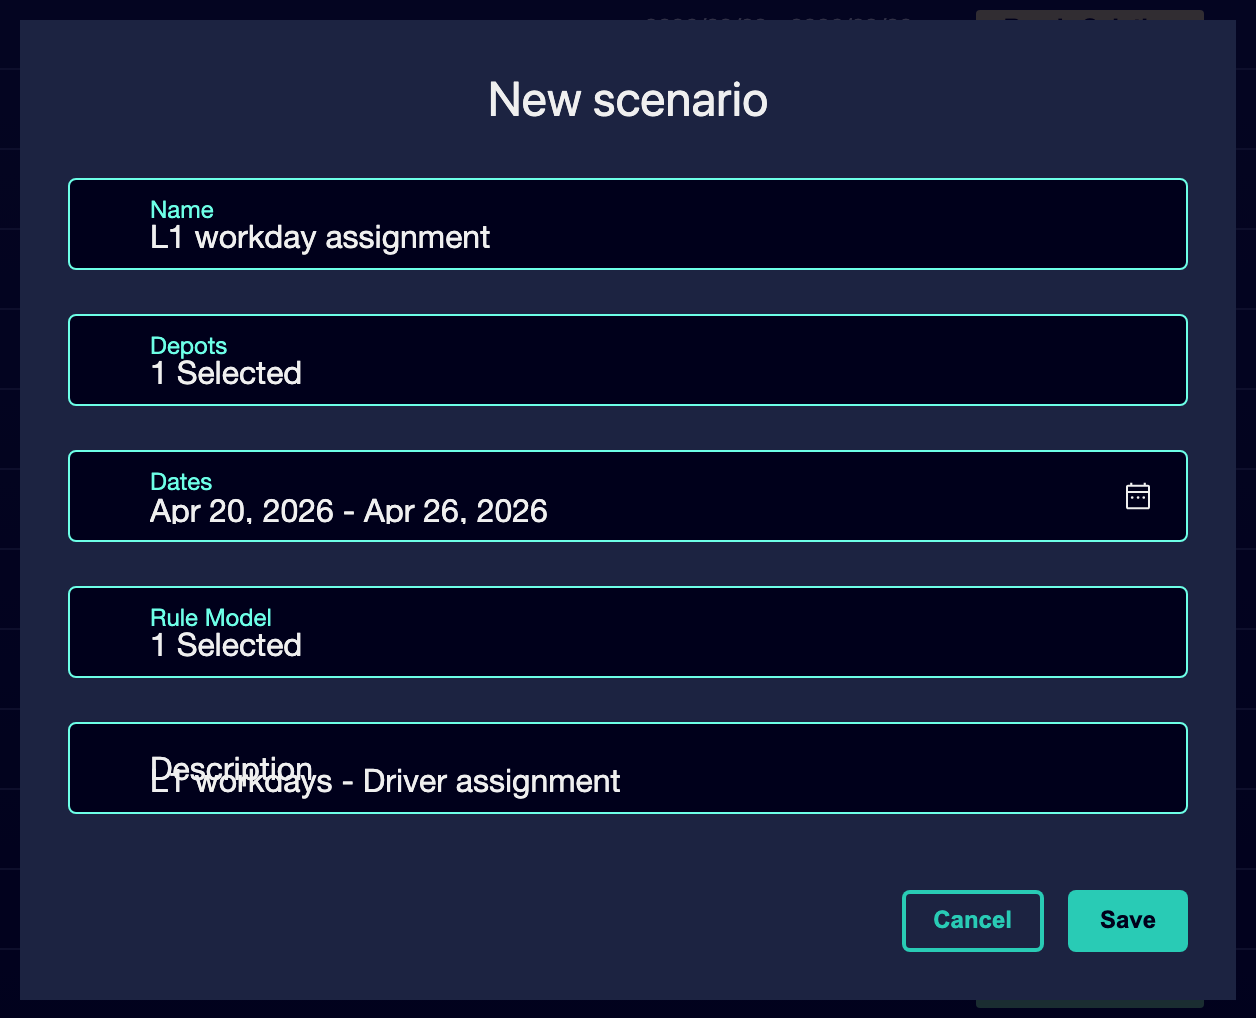 New scenario
Name
L1 workday assignment
Depots
1 Selected
Dates
Apr 20, 2026 - Apr 26, 2026
Rule Model
1 Selected
Description
L1 workdays - Driver assignment
Cancel
Save